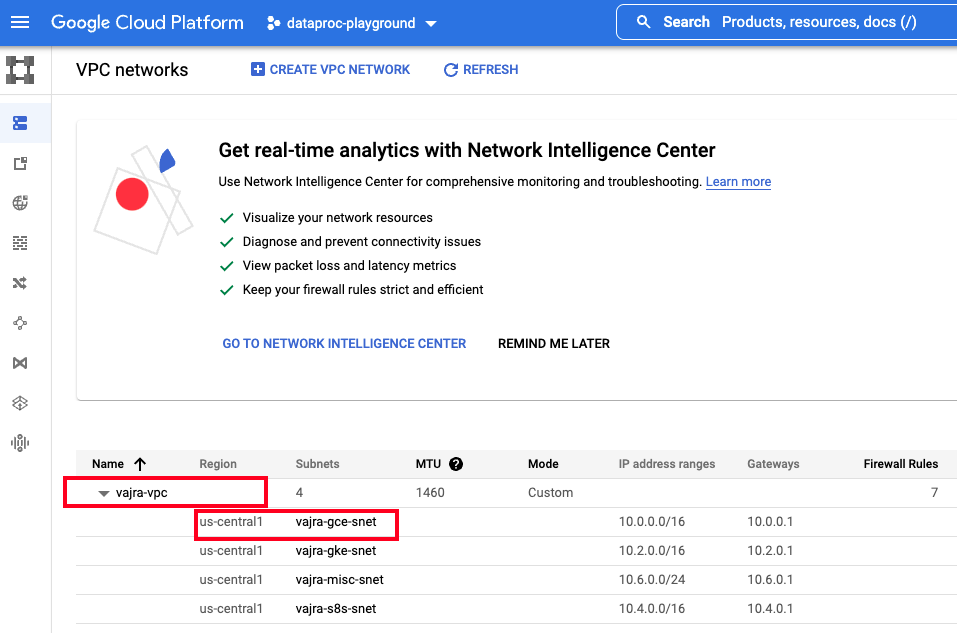 Google Cloud Platform dataproc-playground Search Products, resources, docs (/)
VPC networks CREATE VPC NETWORK REFRESH
Get real-time analytics with Network Intelligence Center
Use Network Intelligence Center for comprehensive monitoring and troubleshooting. Learn more
Visualize your network resources
Diagnose and prevent connectivity issues
View packet loss and latency metrics
Keep your firewall rules strict and efficient
GO TO NETWORK INTELLIGENCE CENTER REMIND ME LATER
Name Region Subnets MTU ? Mode IP address ranges Gateways Firewall Rules
vajra-vpc 4 1460 Custom 7
us-central1 vajra-gce-snet 10.0.0.0/16 10.0.0.1
us-central1 vajra-gke-snet 10.2.0.0/16 10.2.0.1
us-central1 vajra-misc-snet 10.6.0.0/24 10.6.0.1
us-central1 vajra-s8s-snet 10.4.0.0/16 10.4.0.1